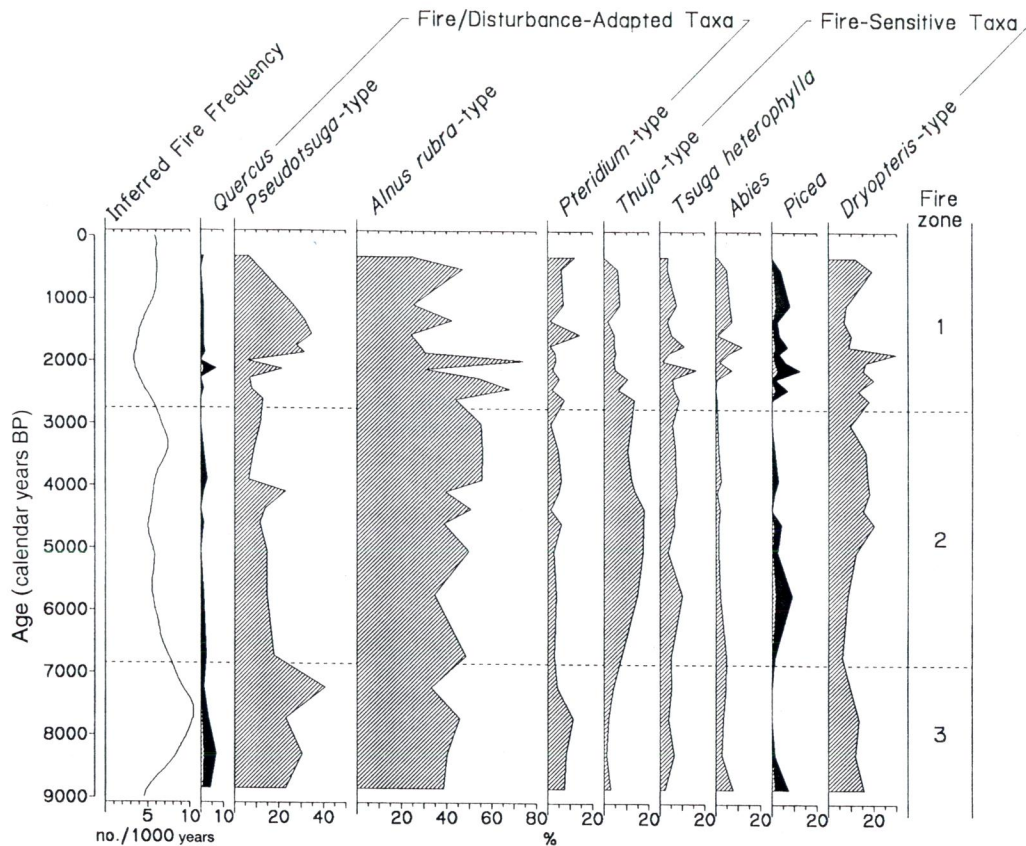 Fire/Disturbance-Adapted Taxa
Fire-Sensitive Taxa
Inferred Fire Frequency
Quercus
Pseudotsuga-type
Alnus rubra-type
Pteridium-type
Thuja-type
Tsuga heterophylla
Abies
Picea
Dryopteris-type
Fire
zone
Age (calendar years BP)
0
1000
2000
3000
4000
5000
6000
7000
8000
9000
1
2
3
5 10 10 20 40 20 40 60 80 20 20 20 20 20 20
no./1000 years
%